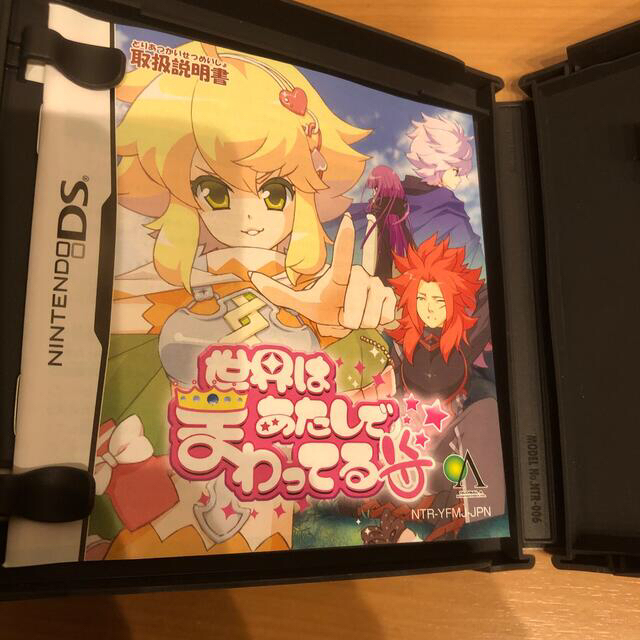 とりあつかいせつめいしょ
取扱説明書
NINTENDO DS®
世界は
あたしで
まわってる
GLOBAL A
NTR-YFMJ-JPN
MODEL No.NTR-006